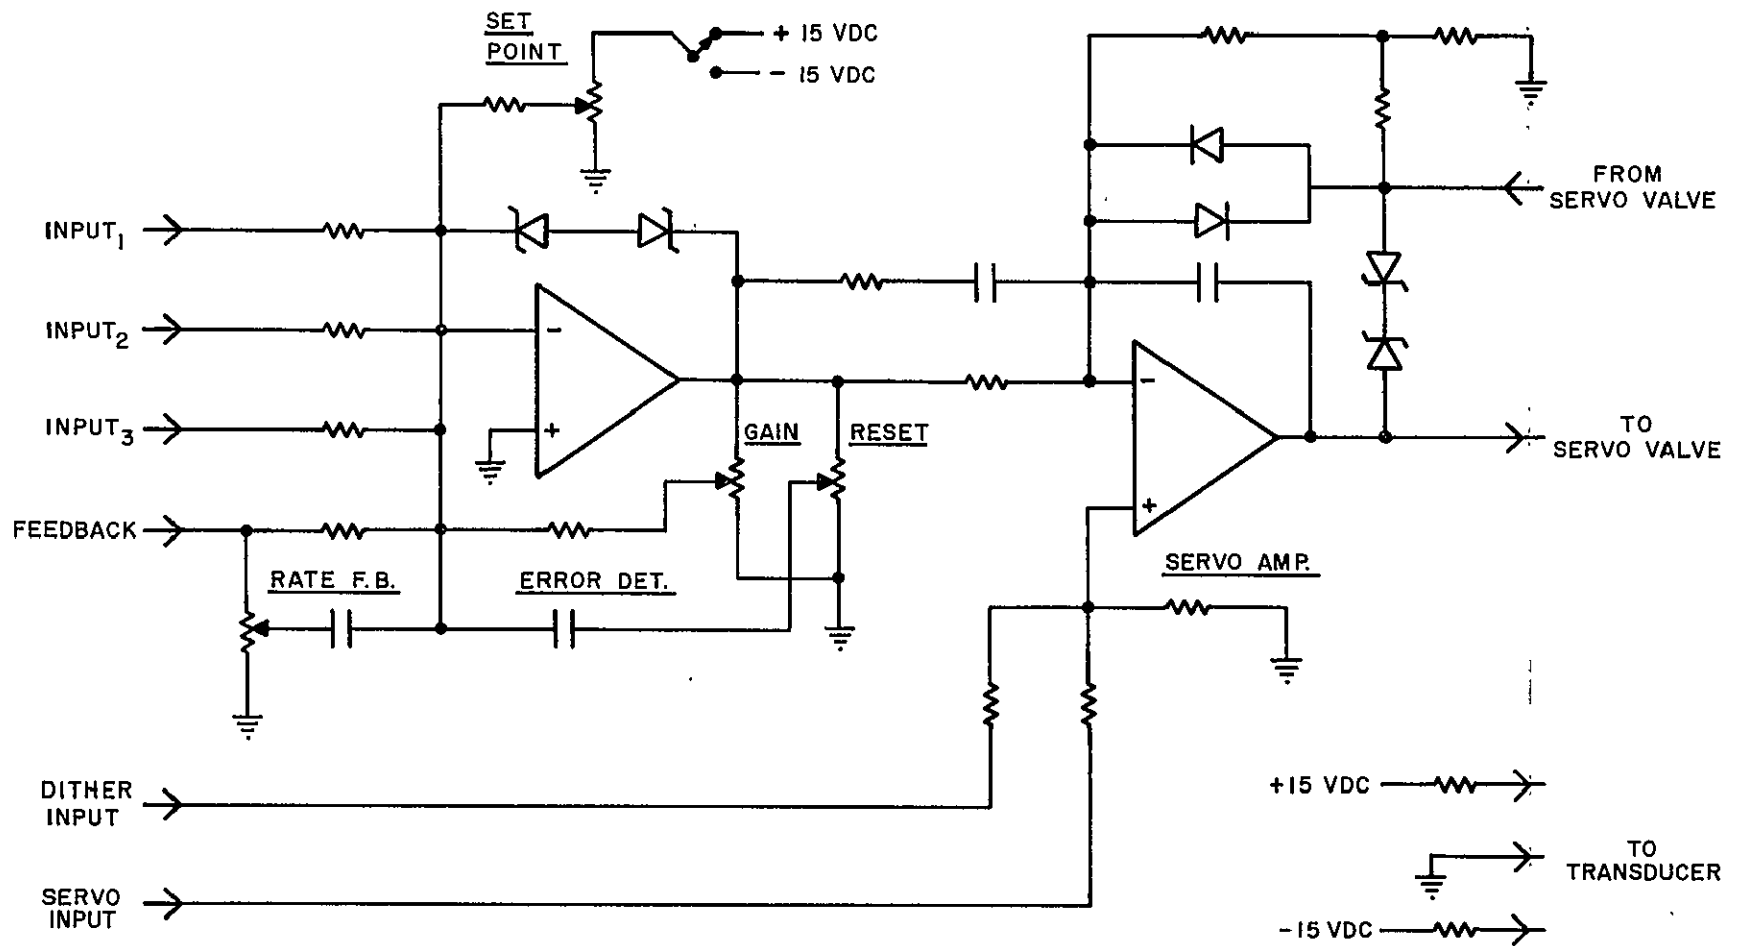 SET
POINT
+ 15 VDC
- 15 VDC
FROM
SERVO VALVE
INPUT1
INPUT2
INPUT3
-
+
GAIN
RESET
-
+
TO
SERVO VALVE
FEEDBACK
RATE F.B.
ERROR DET.
SERVO AMP.
DITHER
INPUT
SERVO
INPUT
+15 VDC
TO
TRANSDUCER
-15 VDC